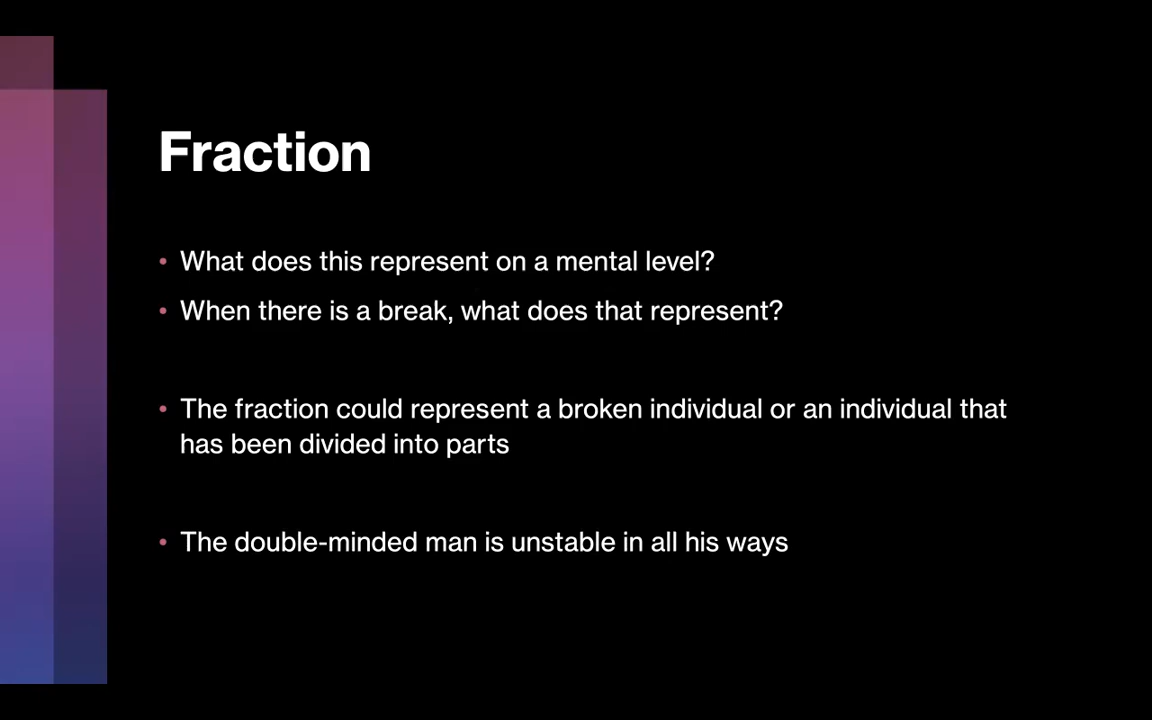 Fraction
• What does this represent on a mental level?
• When there is a break, what does that represent?
• The fraction could represent a broken individual or an individual that
has been divided into parts
• The double-minded man is unstable in all his ways